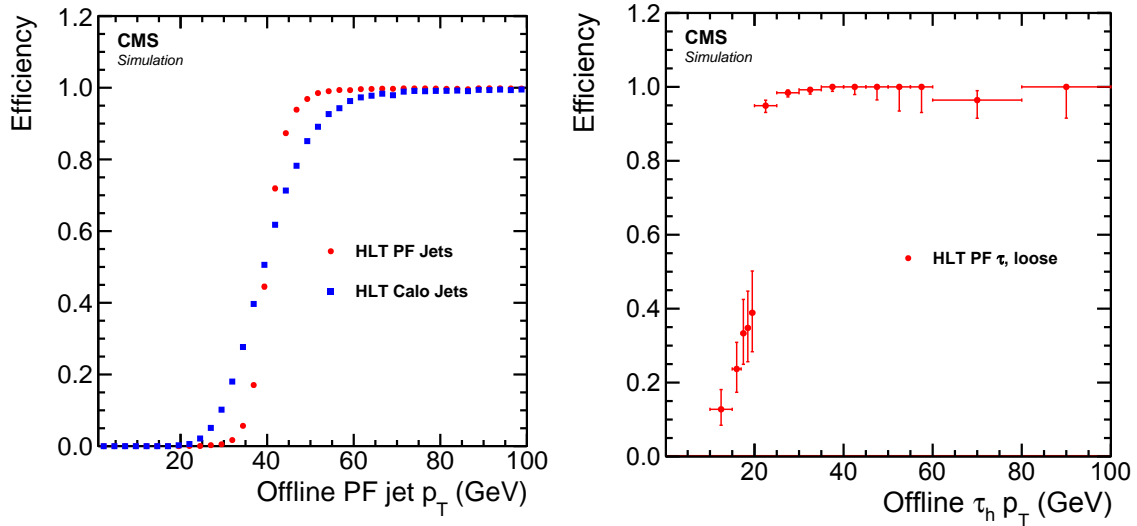 1.2
1.0
0.8
0.6
0.4
0.2
0.0
Efficiency
CMS
Simulation
HLT PF Jets
HLT Calo Jets
20 40 60 80 100
Offline PF jet p_T (GeV)
1.2
1.0
0.8
0.6
0.4
0.2
0.0
Efficiency
CMS
Simulation
HLT PF τ, loose
0 20 40 60 80 100
Offline τ_h p_T (GeV)